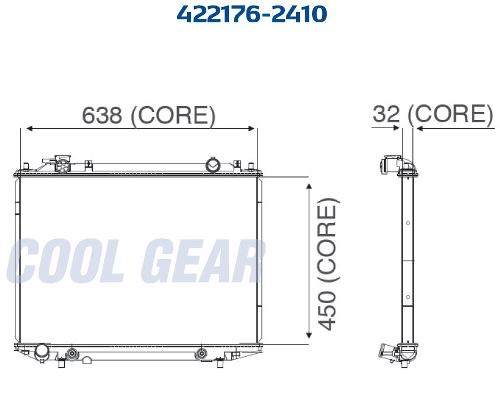 422176-2410
638 (CORE)
32 (CORE)
450 (CORE)
COOL GEAR